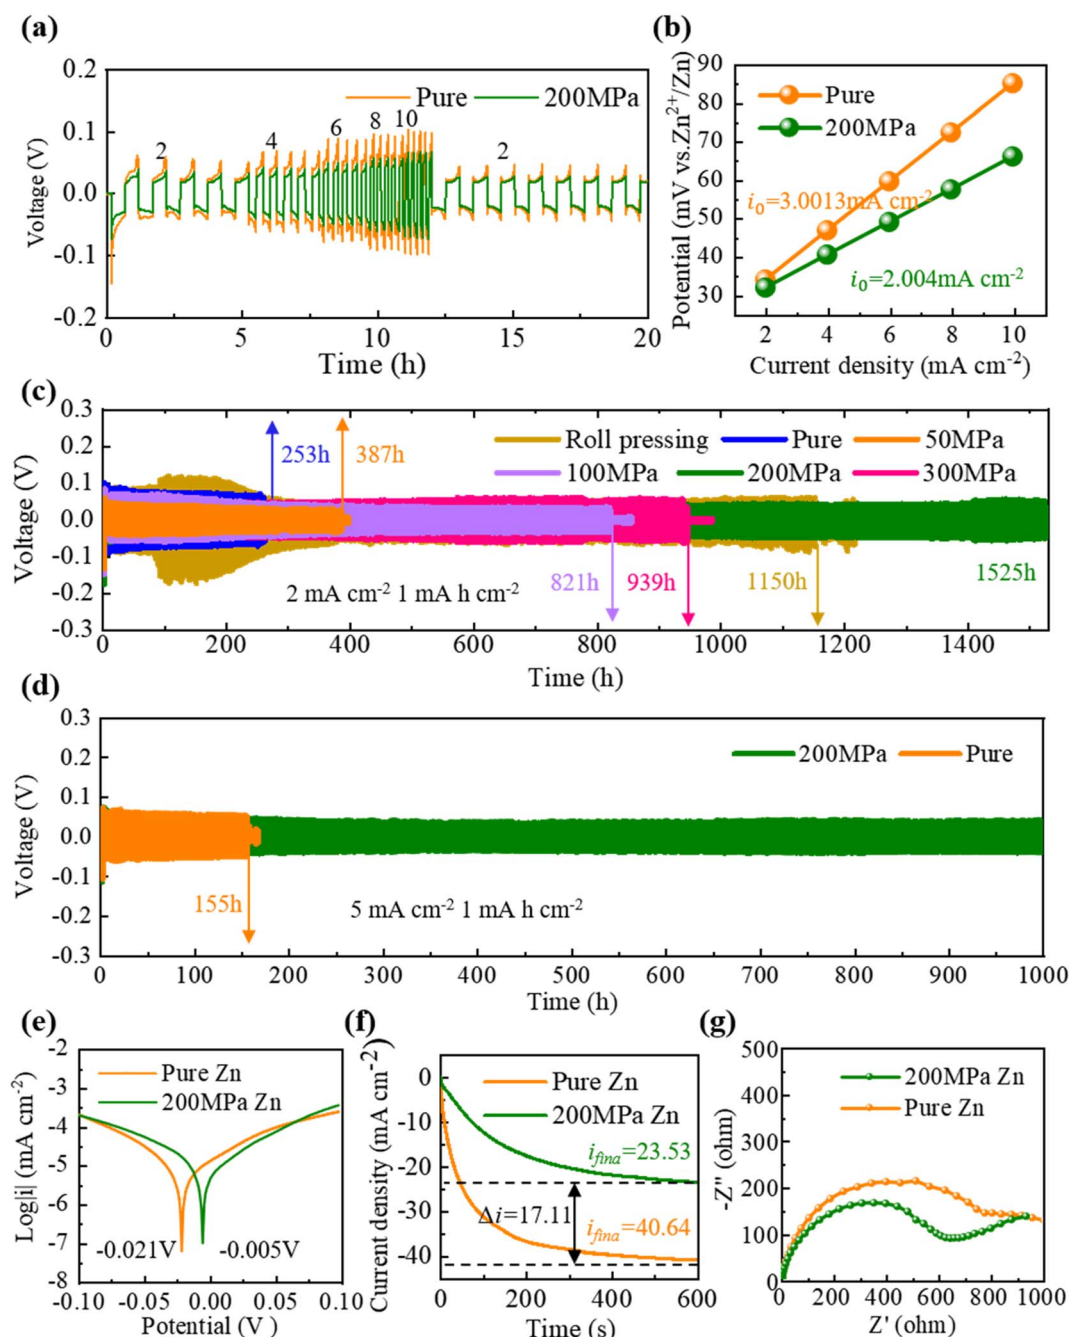 (a)
0.2
0.1
0.0
-0.1
-0.2
Voltage (V)
Pure
200MPa
2
4
6
8
10
2
0
5
10
15
20
Time (h)
(b)
90
80
70
60
50
40
30
Potential (mV vs.Zn²⁺/Zn)
Pure
200MPa
i₀=3.0013mA cm⁻²
i₀=2.004mA cm⁻²
2
4
6
8
10
Current density (mA cm⁻²)
(c)
0.3
0.2
0.1
0.0
-0.1
-0.2
-0.3
Voltage (V)
253h
387h
Roll pressing
Pure
50MPa
100MPa
200MPa
300MPa
2 mA cm⁻² 1 mA h cm⁻²
821h
939h
1150h
1525h
0
200
400
600
800
1000
1200
1400
Time (h)
(d)
0.3
0.2
0.1
0.0
-0.1
-0.2
-0.3
Voltage (V)
200MPa
Pure
155h
5 mA cm⁻² 1 mA h cm⁻²
0
100
200
300
400
500
600
700
800
900
1000
Time (h)
(e)
-2
-3
-4
-5
-6
-7
-8
Log|i| (mA cm⁻²)
Pure Zn
200MPa Zn
-0.021V
-0.005V
-0.10
-0.05
0.00
0.05
0.10
Potential (V )
(f)
0
-10
-20
-30
-40
Current density (mA cm⁻²)
Pure Zn
200MPa Zn
i_fina=23.53
Δi=17.11
i_fina=40.64
0
200
400
600
Time (s)
(g)
500
400
300
200
100
0
-Z" (ohm)
200MPa Zn
Pure Zn
0
200
400
600
800
1000
Z' (ohm)